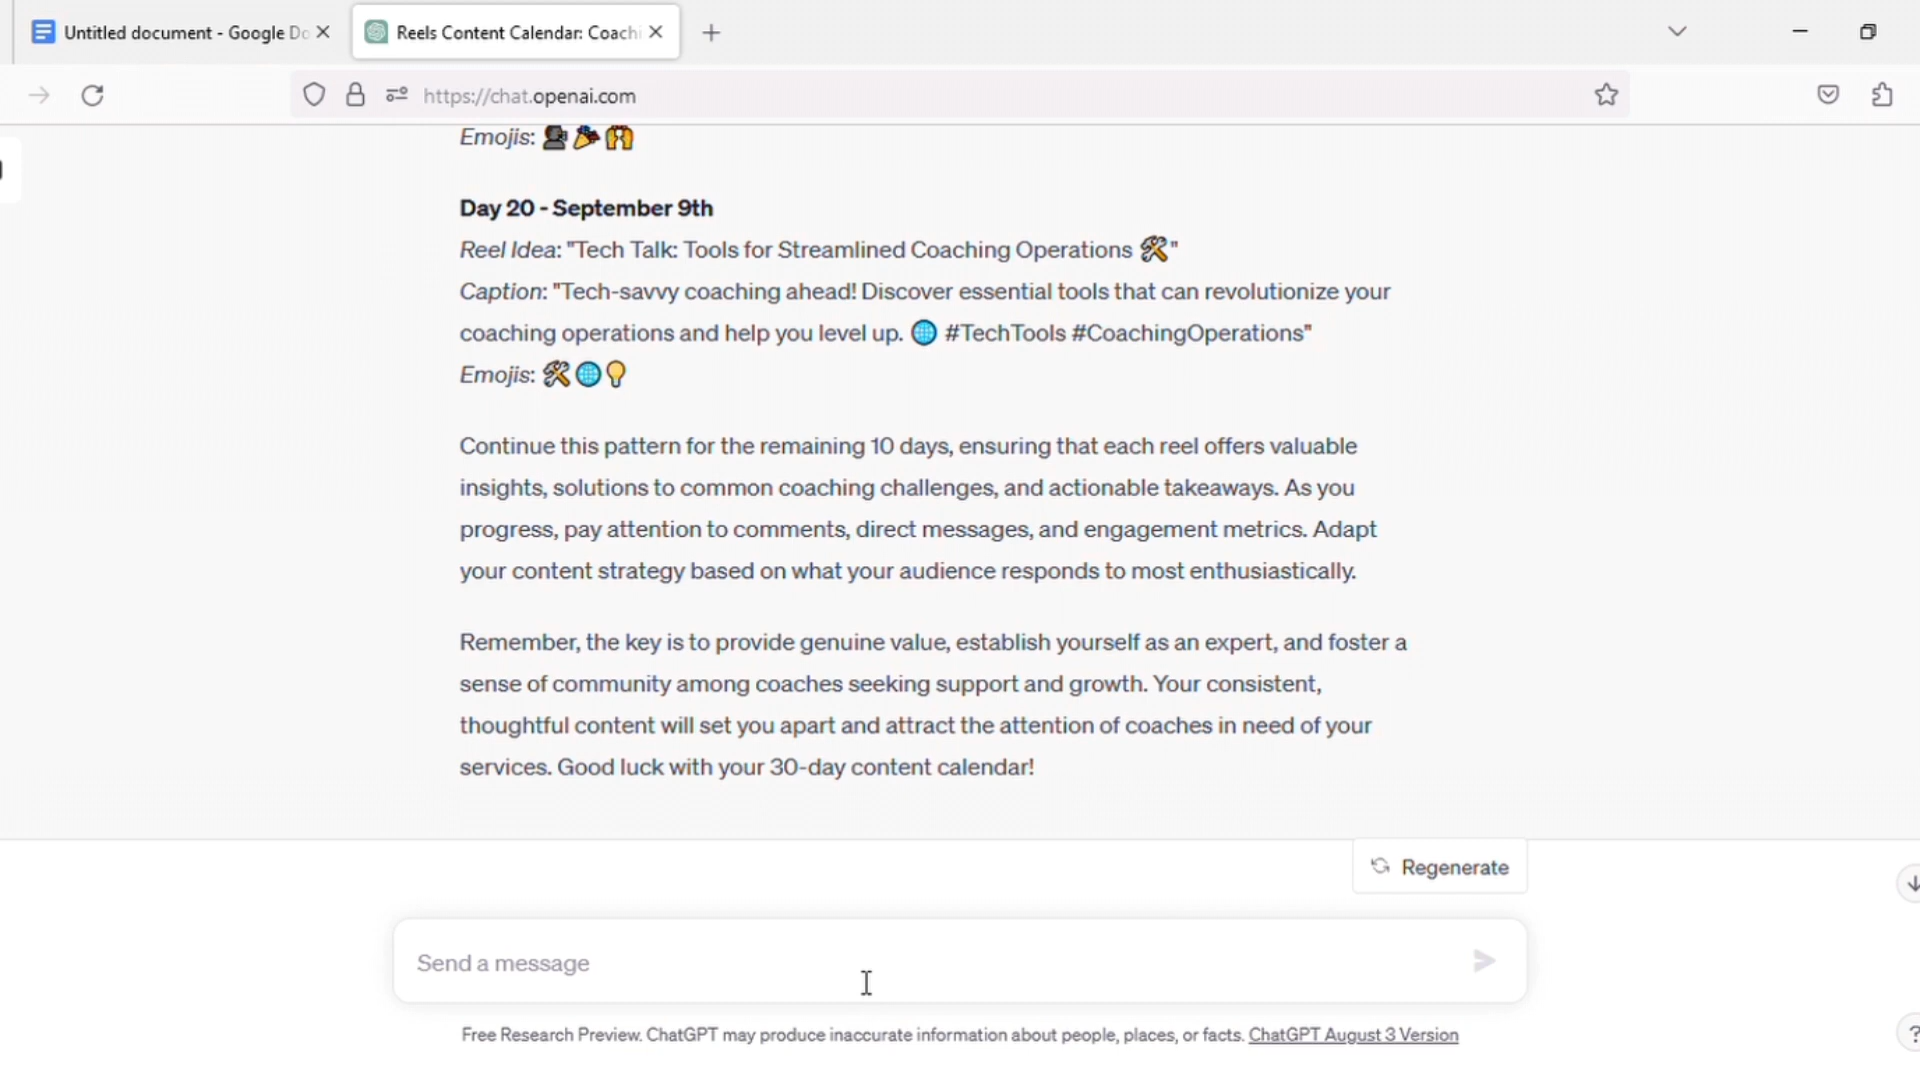 Untitled document - Google Do
Reels Content Calendar: Coachi
https://chat.openai.com
Emojis: 🗣️🎉🙌
Day 20 - September 9th
Reel Idea: "Tech Talk: Tools for Streamlined Coaching Operations 🛠️"
Caption: "Tech-savvy coaching ahead! Discover essential tools that can revolutionize your
coaching operations and help you level up. 🌐 #TechTools #CoachingOperations"
Emojis: 🛠️🌐💡
Continue this pattern for the remaining 10 days, ensuring that each reel offers valuable
insights, solutions to common coaching challenges, and actionable takeaways. As you
progress, pay attention to comments, direct messages, and engagement metrics. Adapt
your content strategy based on what your audience responds to most enthusiastically.
Remember, the key is to provide genuine value, establish yourself as an expert, and foster a
sense of community among coaches seeking support and growth. Your consistent,
thoughtful content will set you apart and attract the attention of coaches in need of your
services. Good luck with your 30-day content calendar!
Regenerate
Send a message
Free Research Preview. ChatGPT may produce inaccurate information about people, places, or facts. ChatGPT August 3 Version
?